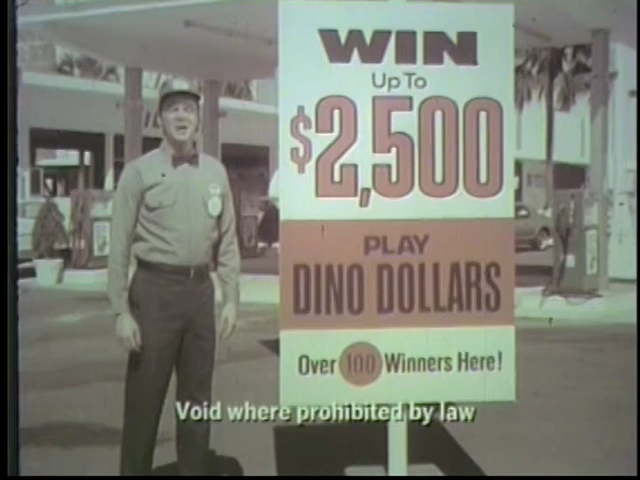 WIN
Up To
$2,500
PLAY
DINO DOLLARS
Over 100 Winners Here!
Void where prohibited by law